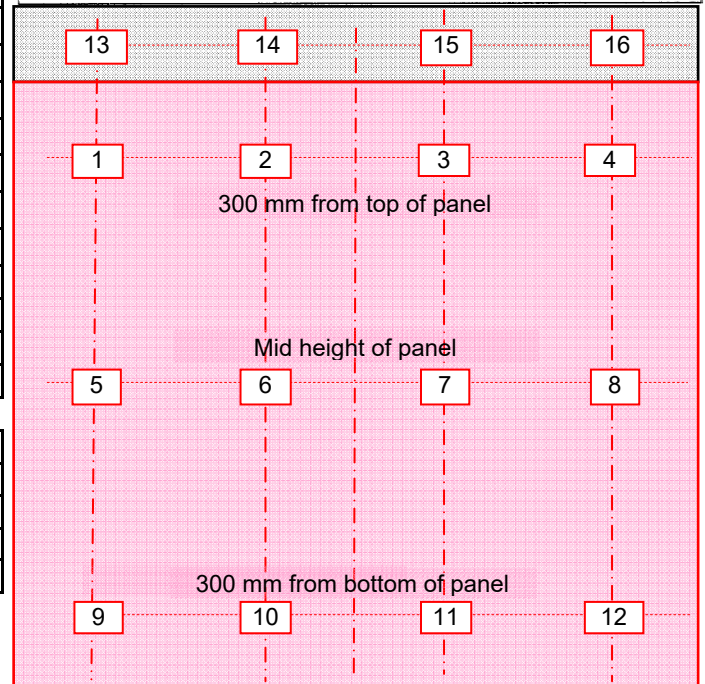 13 14 15 16
1 2 3 4
300 mm from top of panel
Mid height of panel
5 6 7 8
300 mm from bottom of panel
9 10 11 12